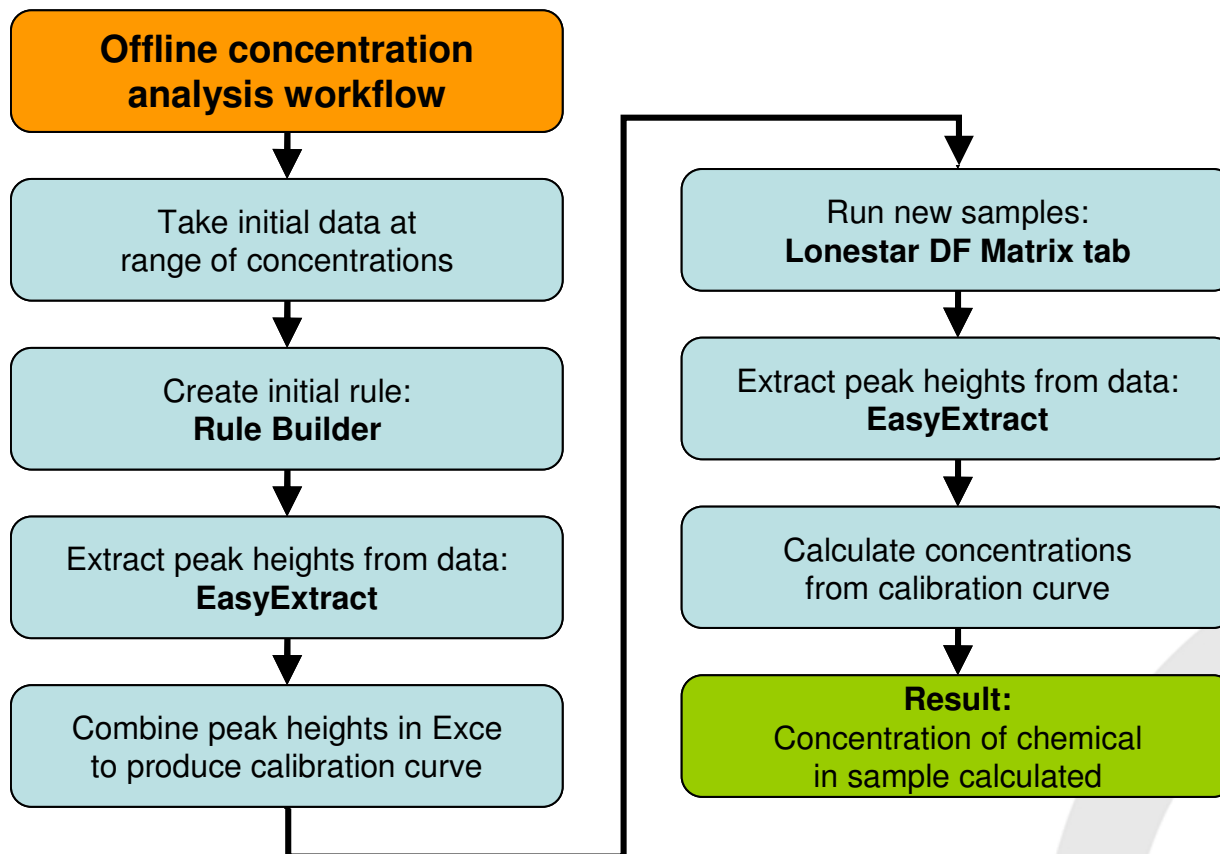 Offline concentration
analysis workflow
Take initial data at
range of concentrations
Create initial rule:
Rule Builder
Extract peak heights from data:
EasyExtract
Combine peak heights in Exce
to produce calibration curve
Run new samples:
Lonestar DF Matrix tab
Extract peak heights from data:
EasyExtract
Calculate concentrations
from calibration curve
Result:
Concentration of chemical
in sample calculated